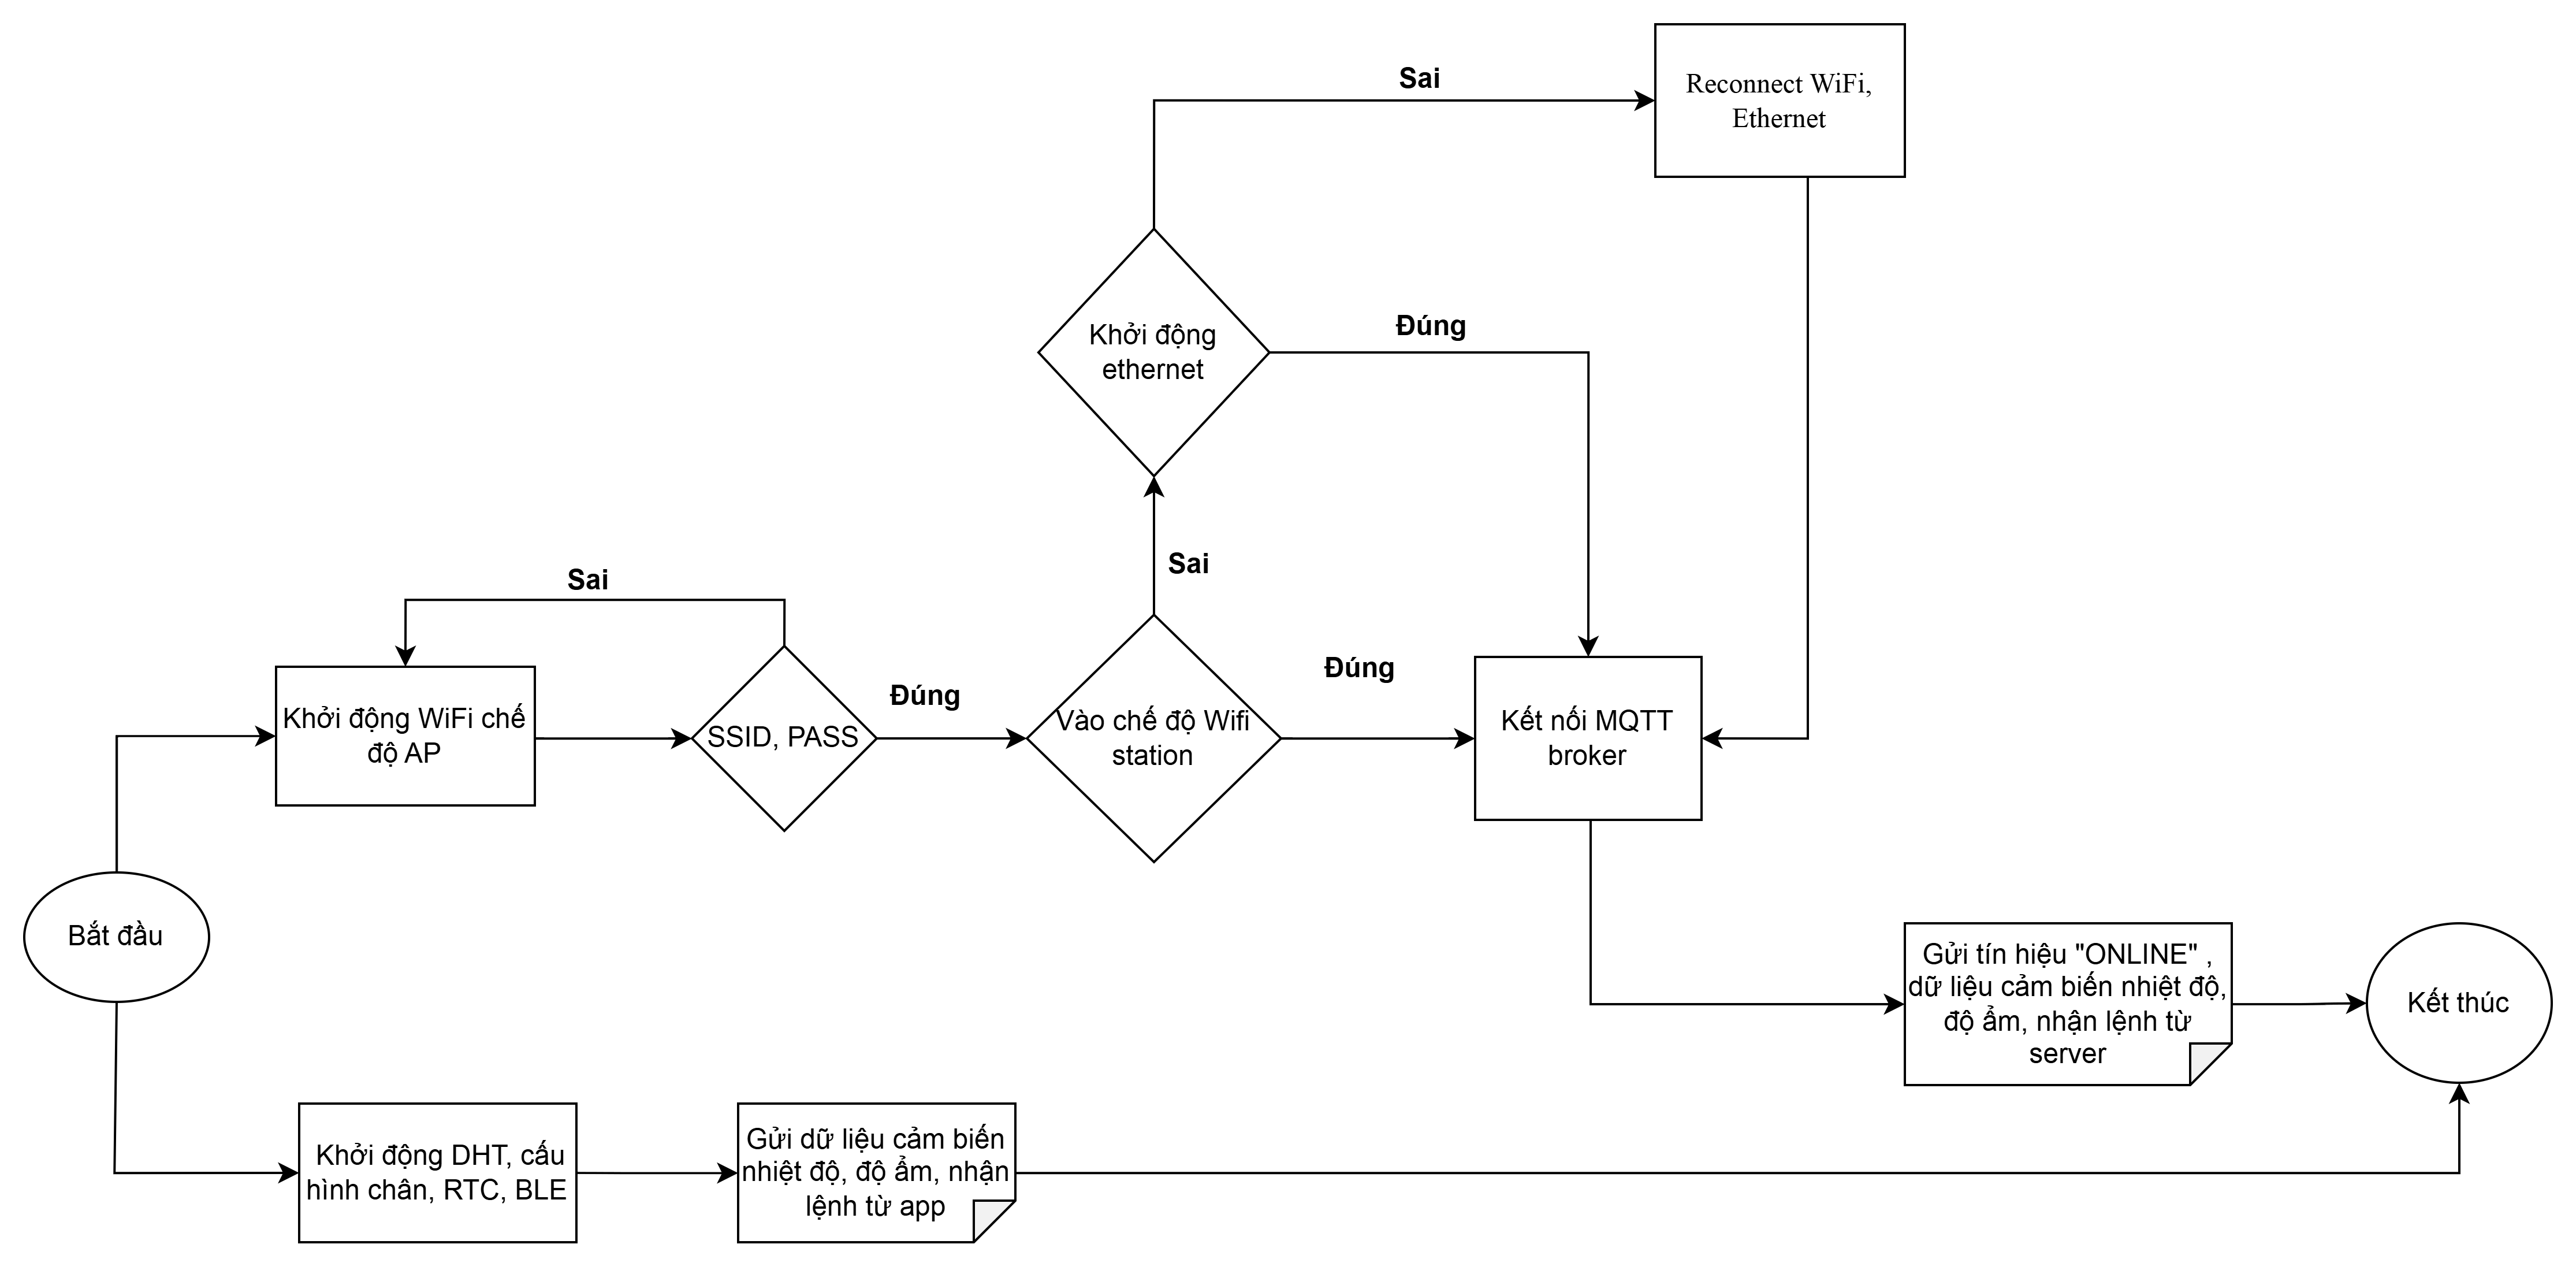 Sai
Reconnect WiFi,
Ethernet
Khởi động
ethernet
Đúng
Sai
Sai
Khởi động WiFi chế
độ AP
SSID, PASS
Đúng
Vào chế độ Wifi
station
Đúng
Kết nối MQTT
broker
Bắt đầu
Gửi tín hiệu "ONLINE" ,
dữ liệu cảm biến nhiệt độ,
độ ẩm, nhận lệnh từ
server
Kết thúc
Khởi động DHT, cấu
hình chân, RTC, BLE
Gửi dữ liệu cảm biến
nhiệt độ, độ ẩm, nhận
lệnh từ app